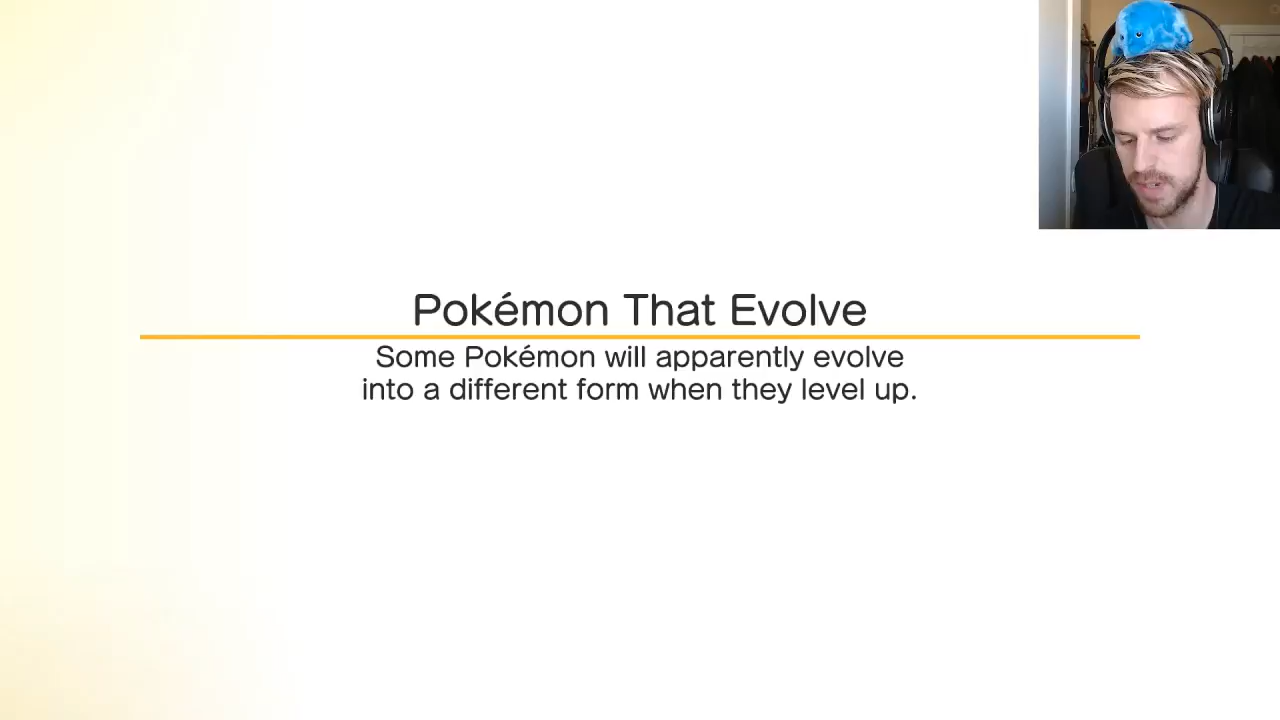 Pokémon That Evolve
Some Pokémon will apparently evolve
into a different form when they level up.